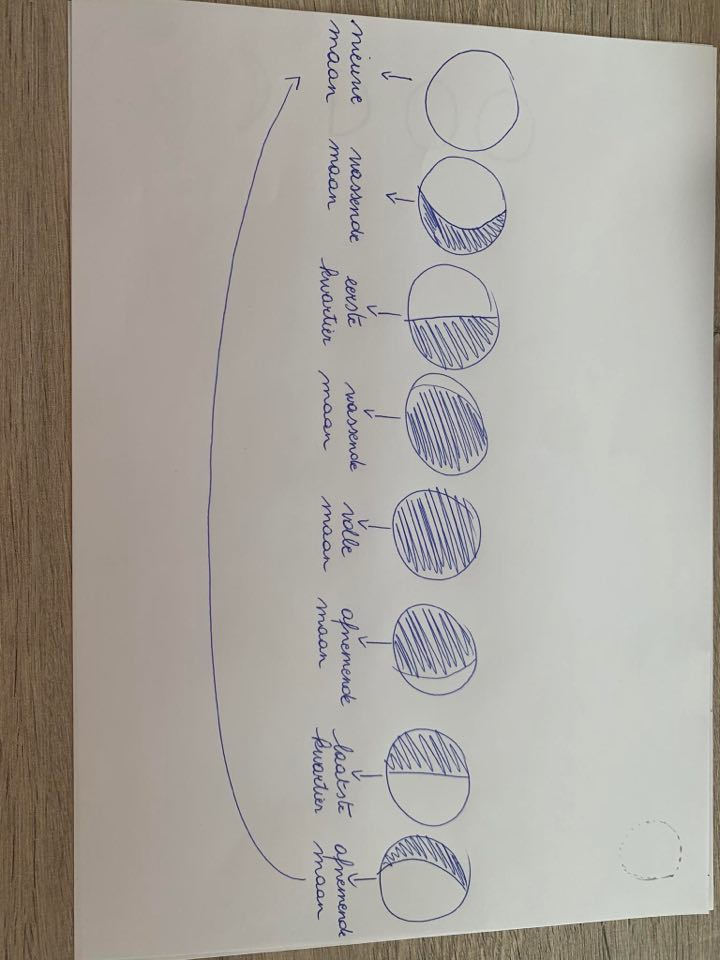 nieuwe
maan
wassende
maan
eerste
kwartier
wassende
maan
volle
maan
afnemende
maan
laatste
kwartier
afnemende
maan